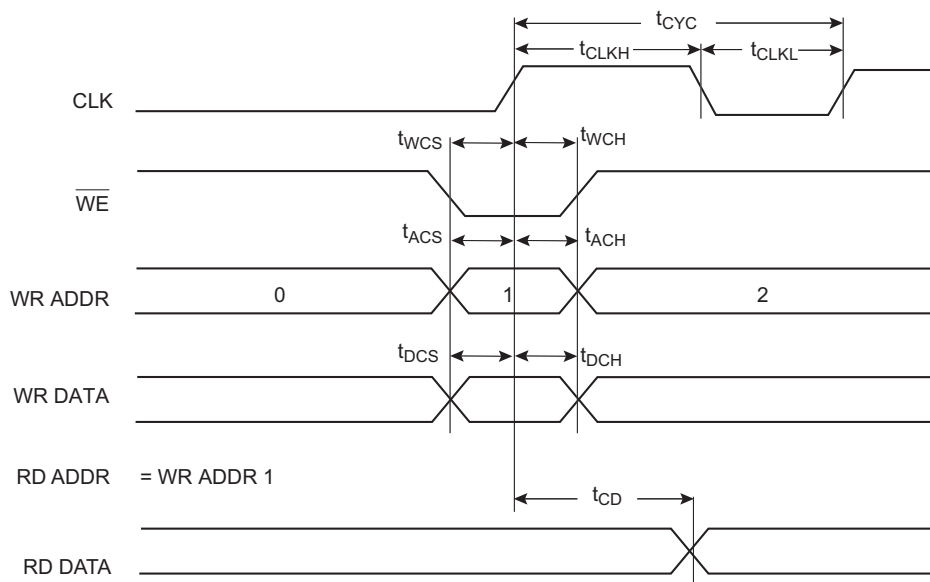 tCYC
tCLKH tCLKL
CLK
tWCS tWCH
WE
tACS tACH
WR ADDR 0 1 2
tDCS tDCH
WR DATA
RD ADDR = WR ADDR 1
tCD
RD DATA